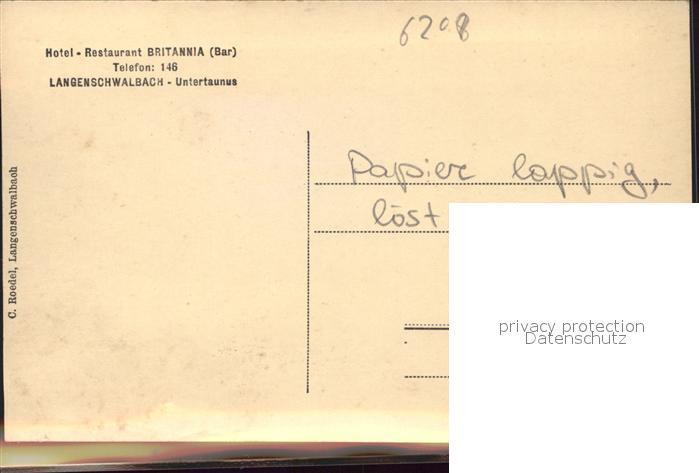 6208
Hotel - Restaurant BRITANNIA (Bar)
Telefon: 146
LANGENSCHWALBACH - Untertaunus
C. Roedel, Langenschwalbach
Papier lappig,
löst
privacy protection
Datenschutz